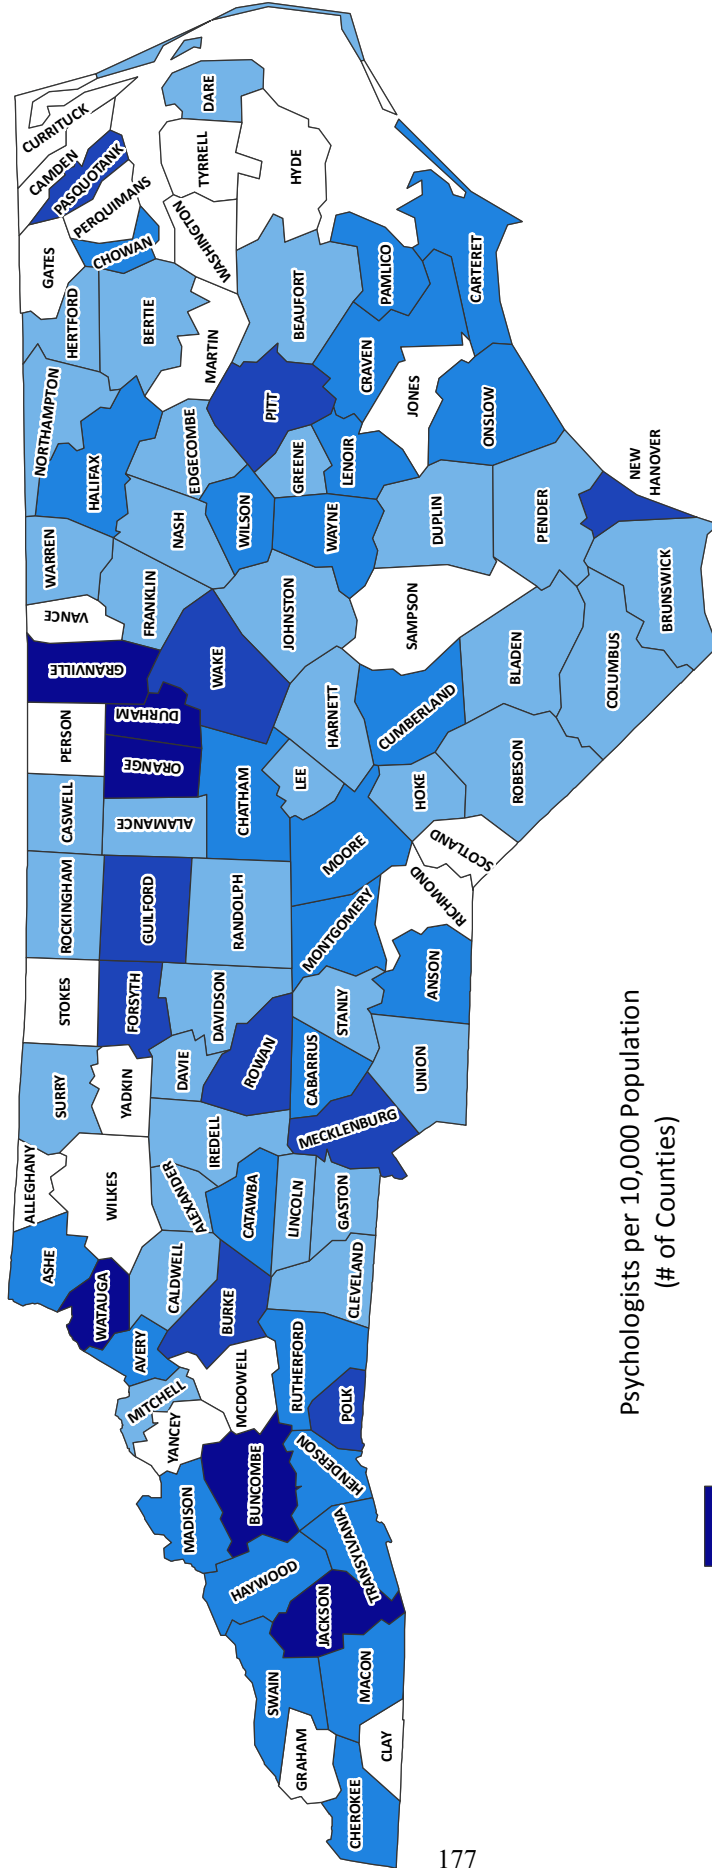 CURRITUCK
CAMDEN
PASQUOTANK
PERQUIMANS
GATES
CHOWAN
HERTFORD
BERTIE
NORTHAMPTON
HALIFAX
WARREN
VANCE
GRANVILLE
PERSON
CASWELL
ROCKINGHAM
STOKES
SURRY
ALLEGHANY
ASHE
DARE
TYRRELL
WASHINGTON
HYDE
MARTIN
BEAUFORT
PITT
EDGECOMBE
NASH
FRANKLIN
WAKE
DURHAM
ORANGE
ALAMANCE
GUILFORD
FORSYTH
YADKIN
WILKES
WATAUGA
AVERY
MITCHELL
YANCEY
MADISON
PAMLICO
CRAVEN
CARTERET
JONES
ONSLOW
LENOIR
GREENE
WILSON
WAYNE
JOHNSTON
CHATHAM
RANDOLPH
DAVIDSON
DAVIE
ROWAN
IREDELL
ALEXANDER
CATAWBA
CALDWELL
BURKE
MCDOWELL
BUNCOMBE
HAYWOOD
DUPLIN
SAMPSON
HARNETT
LEE
MOORE
MONTGOMERY
STANLY
CABARRUS
MECKLENBURG
LINCOLN
GASTON
CLEVELAND
RUTHERFORD
POLK
HENDERSON
TRANSYLVANIA
JACKSON
SWAIN
MACON
GRAHAM
CLAY
CHEROKEE
PENDER
NEW
HANOVER
BRUNSWICK
COLUMBUS
BLADEN
CUMBERLAND
HOKE
ROBESON
SCOTLAND
RICHMOND
ANSON
UNION
Psychologists per 10,000 Population
(# of Counties)
177